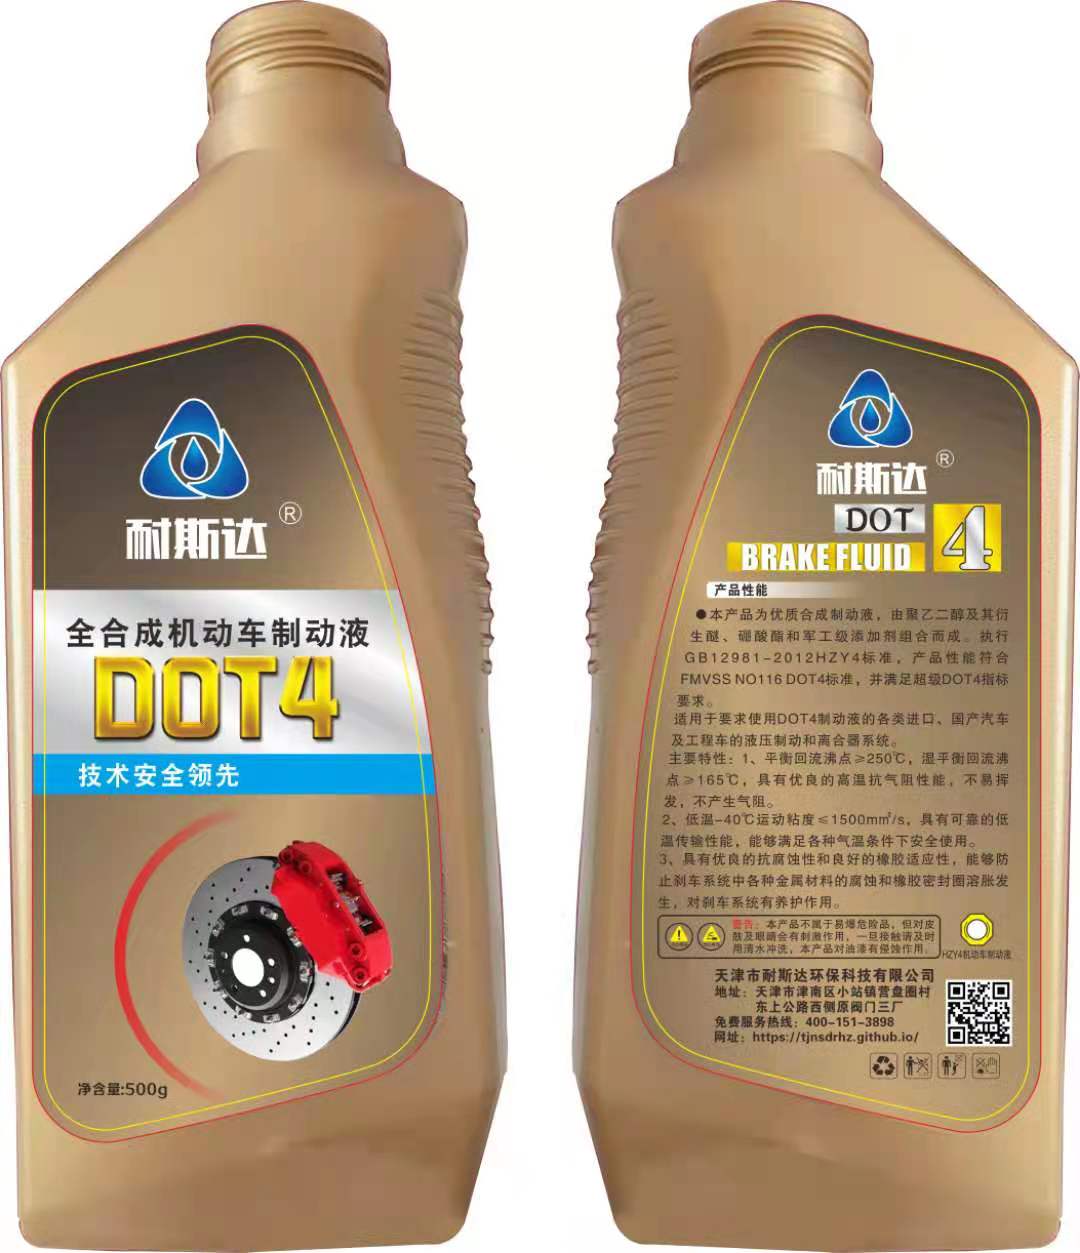 耐斯达®
全合成机动车制动液
DOT4
技术安全领先
净含量:500g
耐斯达®
DOT 4
BRAKE FLUID
产品性能
●本产品为优质合成制动液，由聚乙二醇及其衍
生醚、硼酸酯和军工级添加剂组合而成。执行
GB12981-2012HZY4标准，产品性能符合
FMVSS NO116 DOT4标准，并满足超级DOT4指标
要求。
适用于要求使用DOT4制动液的各类进口、国产汽车
及工程车的液压制动和离合器系统。
主要特性：1、平衡回流沸点≥250℃，湿平衡回流沸
点≥165℃，具有优良的高温抗气阻性能，不易挥
发，不产生气阻。
2、低温-40℃运动粘度≤1500mm²/s，具有可靠的低
温传输性能，能够满足各种气温条件下安全使用。
3、具有优良的抗腐蚀性和良好的橡胶适应性，能够防
止刹车系统中各种金属材料的腐蚀和橡胶密封圈溶胀发
生，对刹车系统有养护作用。
警告：本产品不属于易爆危险品，但对皮
肤及眼睛会有刺激作用，一旦接触请及时
用清水冲洗，本产品对油漆有侵蚀作用。
HZY4机动车制动液
天津市耐斯达环保科技有限公司
地址：天津市津南区小站镇营盘圈村
东上公路西侧原阀门三厂
免费服务热线：400-151-3898
网址：https://tjnsdrhz.github.io/